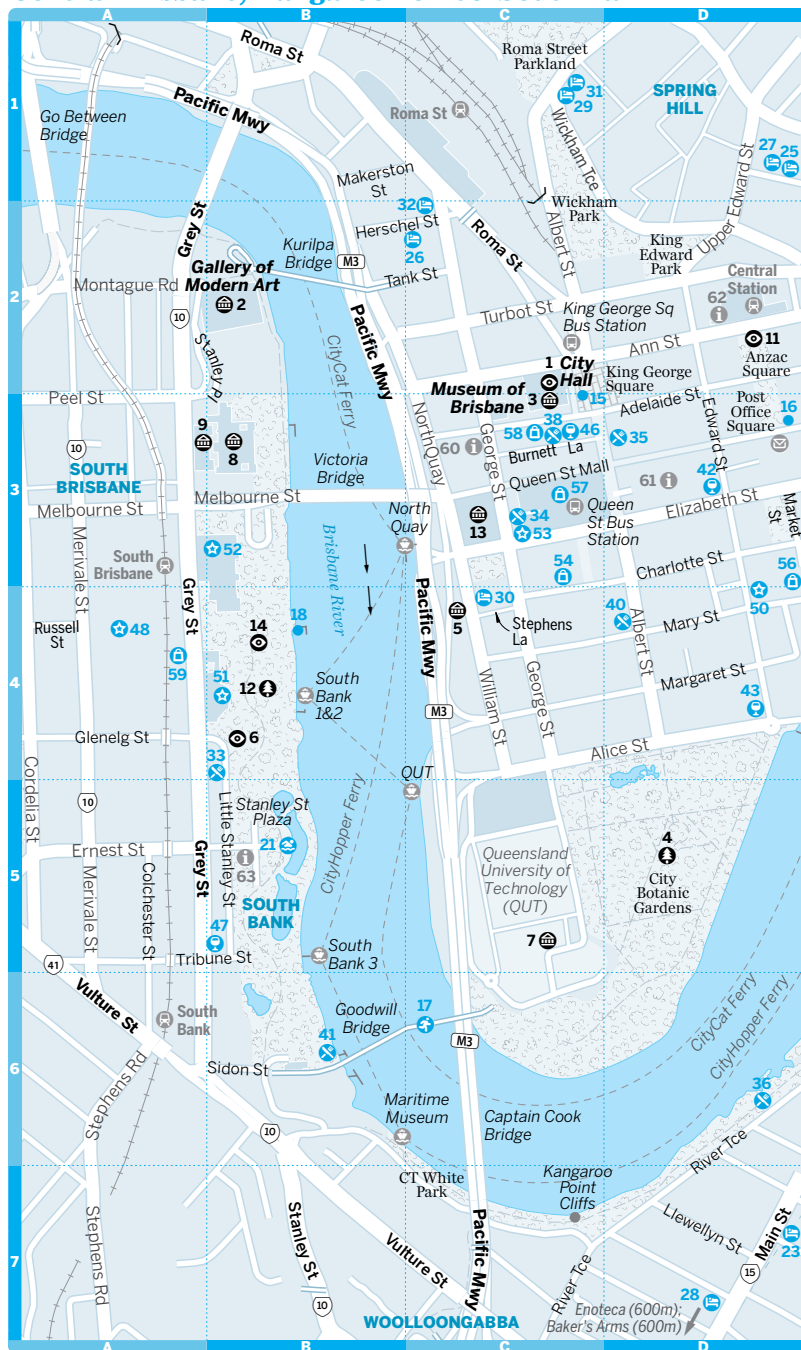 A
B
C
D
1
Roma St
Pacific Mwy
Go Between
Bridge
Roma St
Roma Street
Parkland
31
29
SPRING
HILL
Wickham Tce
27
25
Makerston
St
32
Herschel St
26
Wickham
Park
Upper Edward St
Grey St
Kurilpa
Bridge
M3
Roma St
Albert St
King
Edward
Park
2
Gallery of
Modern Art
Montague Rd
2
10
Tank St
Turbot St
Central
Station
62
King George Sq
Bus Station
Ann St
11
Anzac
Square
Stanley Pl
CityCat Ferry
Pacific Mwy
1
City
Hall
Museum of
Brisbane
3
15
King George
Square
Adelaide St
Post
Office
Square
16
Peel St
9
8
10
North Quay
George St
58
38
46
35
60
Burnett La
Edward St
SOUTH
BRISBANE
Victoria
Bridge
Queen St Mall
61
42
3
Melbourne St
Melbourne St
57
Elizabeth St
Market St
North
Quay
13
34
53
Queen
St Bus
Station
Merivale St
South
Brisbane
52
Brisbane River
54
Charlotte St
56
Grey St
Pacific Mwy
30
50
Russell
St
48
14
18
5
Stephens
La
40
Albert St
Mary St
59
51
12
South
Bank
1&2
William St
George St
Margaret St
4
43
M3
Glenelg St
6
Alice St
33
Cordelia St
10
QUT
Little Stanley St
Stanley St
Plaza
CityHopper Ferry
Ernest St
21
4
City
Botanic
Gardens
5
Merivale St
Colchester St
Grey St
63
Queensland
University of
Technology
(QUT)
SOUTH
BANK
47
7
41
Tribune St
South
Bank 3
Vulture St
South
Bank
Goodwill
Bridge
17
CityCat Ferry
CityHopper Ferry
41
M3
6
Sidon St
Stephens Rd
36
10
Maritime
Museum
Captain Cook
Bridge
River Tce
CT White
Park
Kangaroo
Point
Cliffs
Stephens Rd
Stanley St
Pacific Mwy
Llewellyn St
Main St
23
7
Vulture St
River Tce
15
28
10
Enoteca (600m);
Baker's Arms (600m)
WOOLLOONGABBA
A
B
C
D